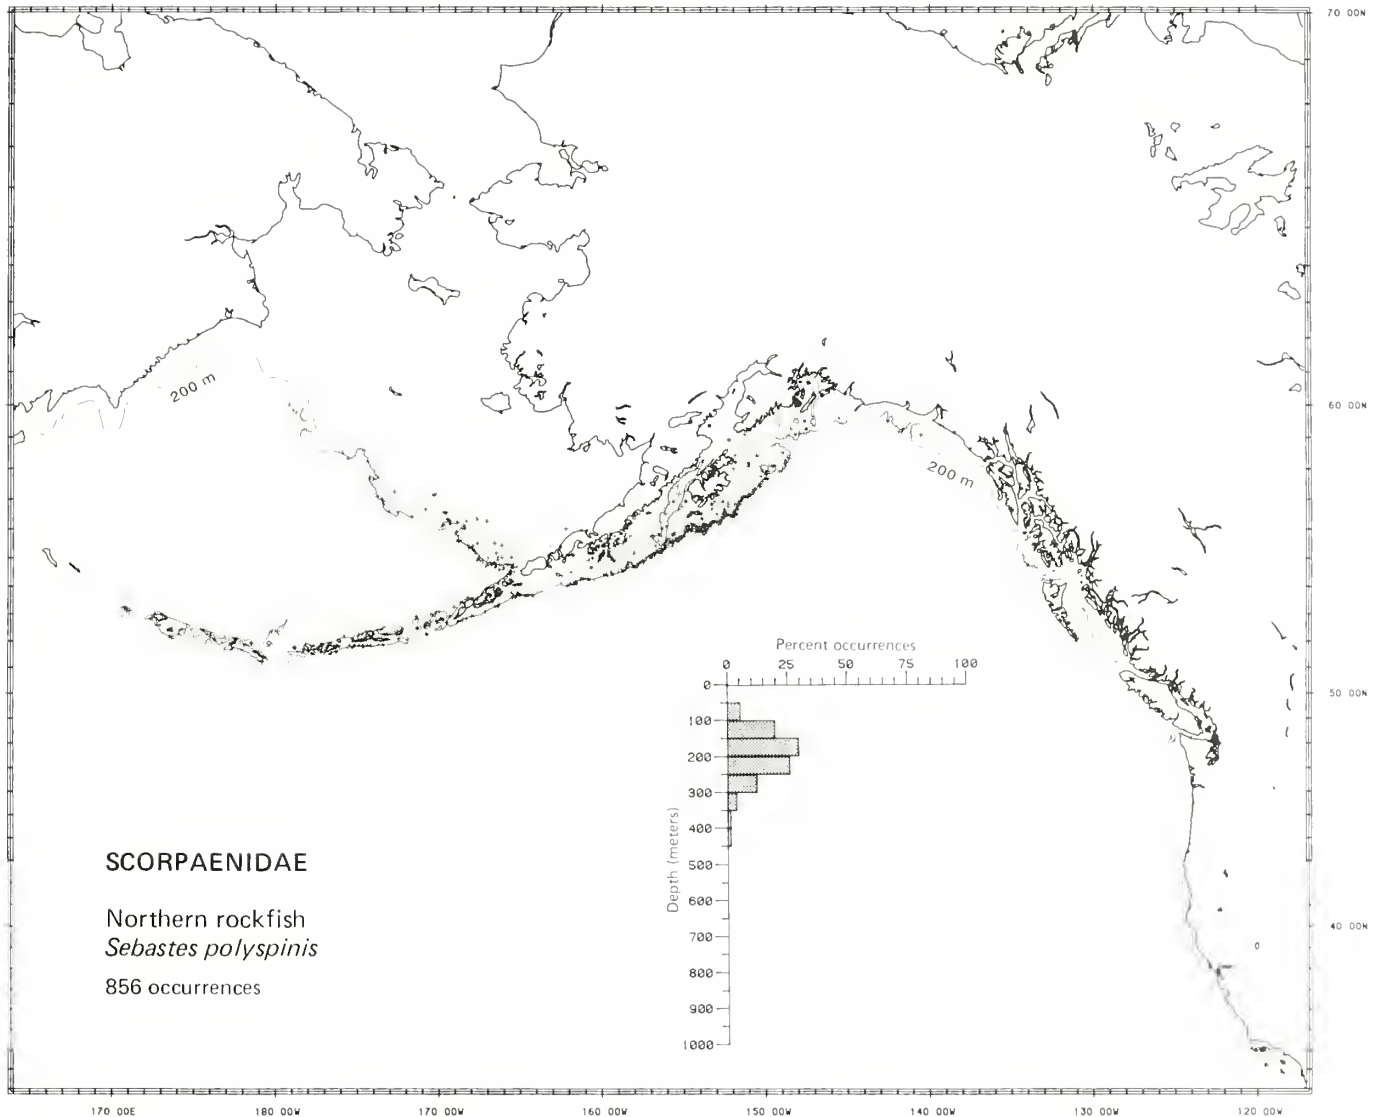 70 00N
200 m
60 00N
200 m
Percent occurrences
0 25 50 75 100
0
50 00N
100
200
300
400
500
600
700
800
900
1000
Depth (meters)
SCORPAENIDAE
Northern rockfish
Sebastes polyspinis
856 occurrences
40 00N
170 00E 180 00W 170 00W 160 00W 150 00W 140 00W 130 00W 120 00W